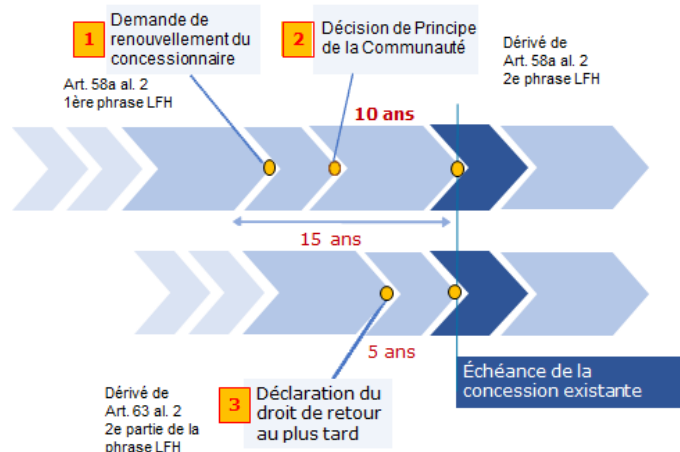 1
Demande de
renouvellement du
concessionnaire
2
Décision de Principe
de la Communauté
Dérivé de
Art. 58a al. 2
2e phrase LFH
Art. 58a al. 2
1ère phrase LFH
10 ans
15 ans
5 ans
Échéance de la
concession existante
Dérivé de
Art. 63 al. 2
2e partie de la
phrase LFH
3
Déclaration du
droit de retour
au plus tard